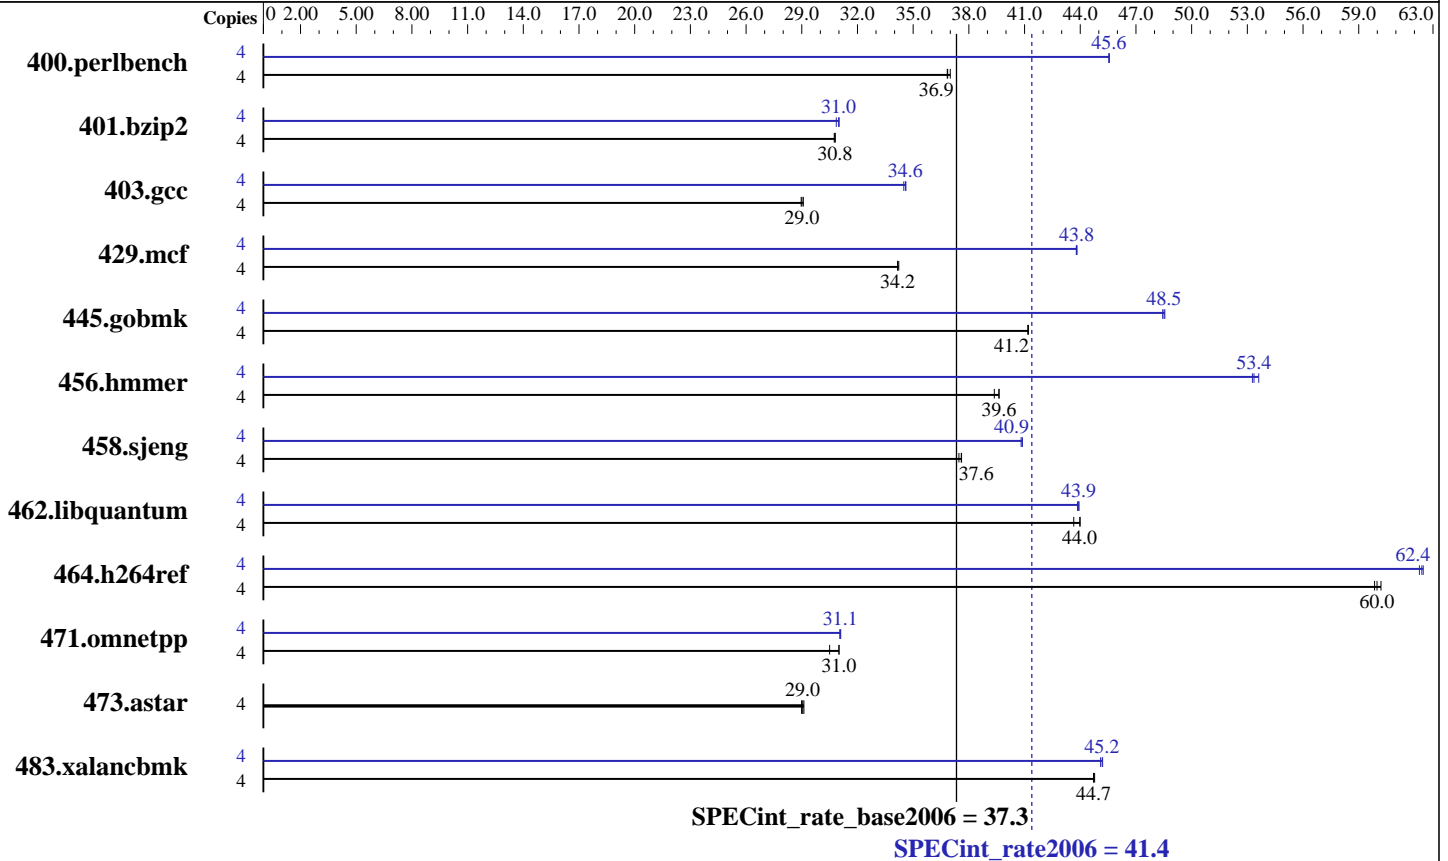 Copies 0 2.00 5.00 8.00 11.0 14.0 17.0 20.0 23.0 26.0 29.0 32.0 35.0 38.0 41.0 44.0 47.0 50.0 53.0 56.0 59.0 63.0
400.perlbench 4 45.6
4 36.9
401.bzip2 4 31.0
4 30.8
403.gcc 4 34.6
4 29.0
429.mcf 4 43.8
4 34.2
445.gobmk 4 48.5
4 41.2
456.hmmer 4 53.4
4 39.6
458.sjeng 4 40.9
4 37.6
462.libquantum 4 43.9
4 44.0
464.h264ref 4 62.4
4 60.0
471.omnetpp 4 31.1
4 31.0
473.astar 4 29.0
483.xalancbmk 4 45.2
4 44.7
SPECint_rate_base2006 = 37.3
SPECint_rate2006 = 41.4